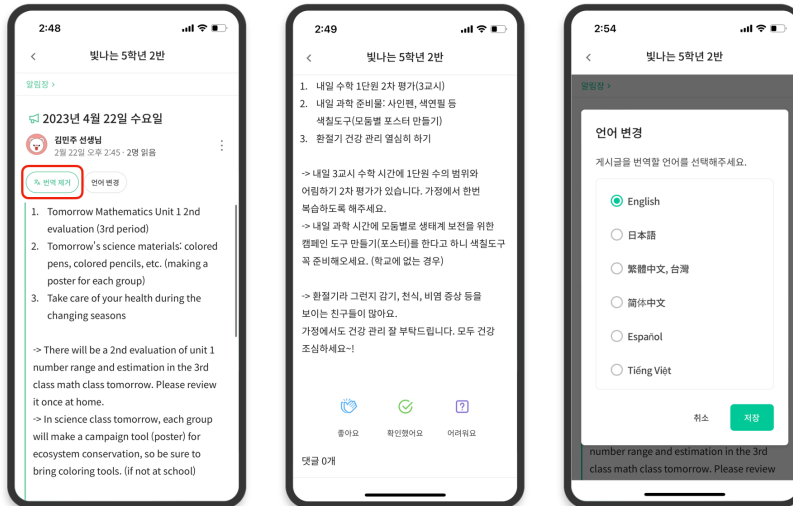 2:48
빛나는 5학년 2반
알림장 >
2023년 4월 22일 수요일
김민주 선생님
2월 22일 오후 2:45 · 2명 읽음
번역 제거
언어 변경
1. Tomorrow Mathematics Unit 1 2nd
evaluation (3rd period)
2. Tomorrow's science materials: colored
pens, colored pencils, etc. (making a
poster for each group)
3. Take care of your health during the
changing seasons
-> There will be a 2nd evaluation of unit 1
number range and estimation in the 3rd
class math class tomorrow. Please review
it once at home.
-> In science class tomorrow, each group
will make a campaign tool (poster) for
ecosystem conservation, so be sure to
bring coloring tools. (if not at school)
2:49
빛나는 5학년 2반
1. 내일 수학 1단원 2차 평가(3교시)
2. 내일 과학 준비물: 사인펜, 색연필 등
색칠도구(모둠별 포스터 만들기)
3. 환절기 건강 관리 열심히 하기
-> 내일 3교시 수학 시간에 1단원 수의 범위와
어림하기 2차 평가가 있습니다. 가정에서 한번
복습하도록 해주세요.
-> 내일 과학 시간에 모둠별로 생태계 보전을 위한
캠페인 도구 만들기(포스터)를 한다고 하니 색칠도구
꼭 준비해오세요. (학교에 없는 경우)
-> 환절기라 그런지 감기, 천식, 비염 증상 등을
보이는 친구들이 많아요.
가정에서도 건강 관리 잘 부탁드립니다. 모두 건강
조심하세요~!
좋아요
확인했어요
어려워요
댓글 0개
2:54
빛나는 5학년 2반
알림장 >
언어 변경
게시글을 번역할 언어를 선택해주세요.
English
日本語
繁體中文, 台灣
简体中文
Español
Tiếng Việt
취소
저장
number range and estimation in the 3rd
class math class tomorrow. Please review